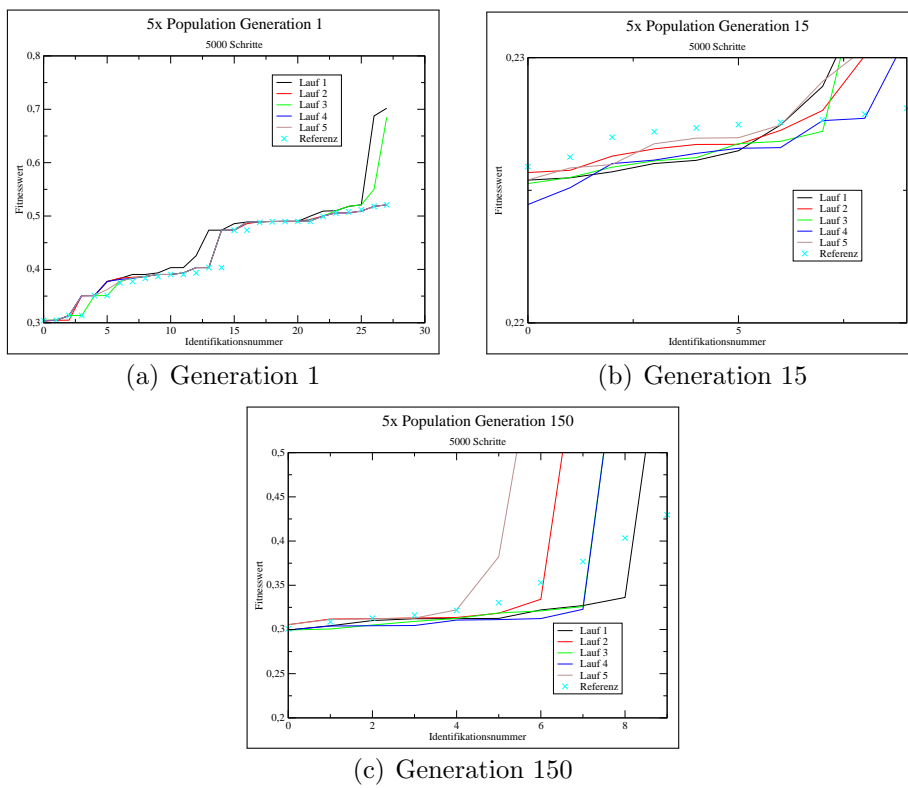 5x Population Generation 1
5000 Schritte
0,8
0,7
0,6
0,5
0,4
0,3
Fitnesswert
Lauf 1
Lauf 2
Lauf 3
Lauf 4
Lauf 5
Referenz
0 5 10 15 20 25 30
Identifikationsnummer
(a) Generation 1
5x Population Generation 15
5000 Schritte
0,23
0,22
Fitnesswert
Lauf 1
Lauf 2
Lauf 3
Lauf 4
Lauf 5
Referenz
0 5
Identifikationsnummer
(b) Generation 15
5x Population Generation 150
5000 Schritte
0,5
0,45
0,4
0,35
0,3
0,25
0,2
Fitnesswert
Lauf 1
Lauf 2
Lauf 3
Lauf 4
Lauf 5
Referenz
0 2 4 6 8
Identifikationsnummer
(c) Generation 150